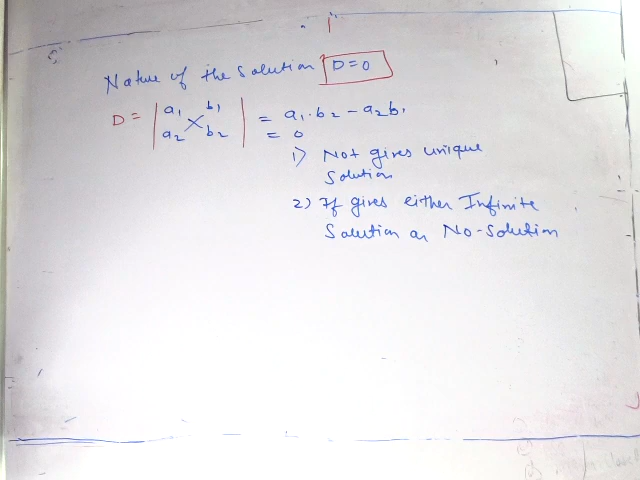 Nature of the Solution D=0
D = | a₁ b₁ | = a₁.b₂ - a₂b₁
| a₂ b₂ | = 0
1) Not gives unique
Solution
2) If gives either Infinite
Solution or No-Solution